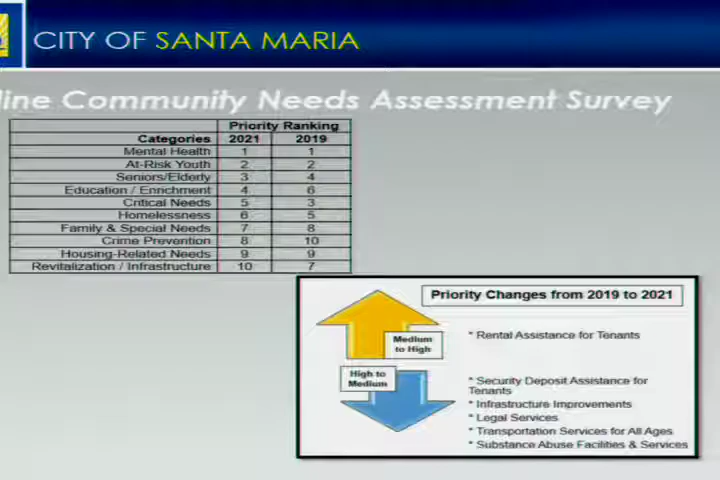 CITY OF SANTA MARIA
line Community Needs Assessment Survey
Priority Ranking
Categories 2021 2019
Mental Health 1 1
At-Risk Youth 2 2
Seniors/Elderly 3 4
Education / Enrichment 4 6
Critical Needs 5 3
Homelessness 6 5
Family & Special Needs 7 8
Crime Prevention 8 10
Housing-Related Needs 9 9
Revitalization / Infrastructure 10 7
Priority Changes from 2019 to 2021
Medium
to High
* Rental Assistance for Tenants
High to
Medium
* Security Deposit Assistance for
Tenants
* Infrastructure Improvements
* Legal Services
* Transportation Services for All Ages
* Substance Abuse Facilities & Services